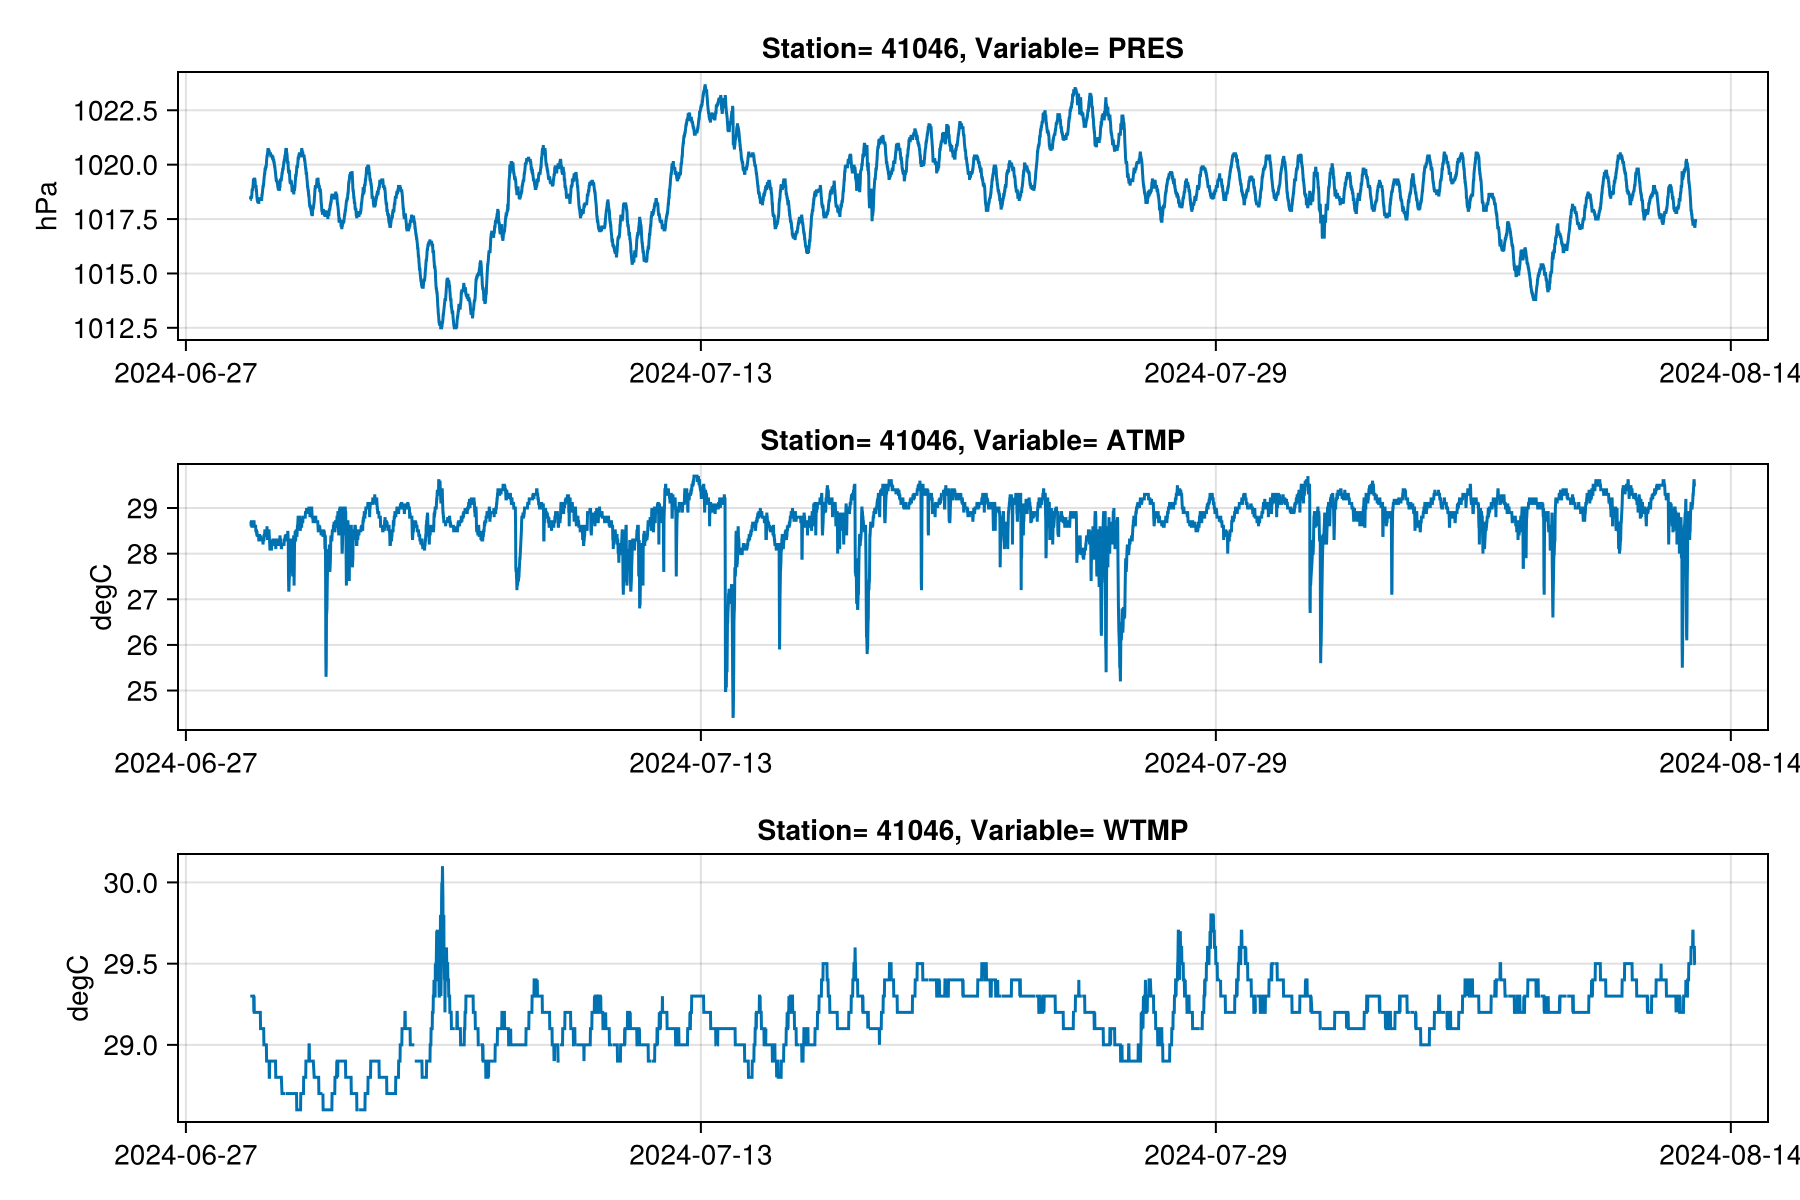 Station= 41046, Variable= PRES
hPa
1022.5
1020.0
1017.5
1015.0
1012.5
2024-06-27 2024-07-13 2024-07-29 2024-08-14
Station= 41046, Variable= ATMP
degC
29
28
27
26
25
2024-06-27 2024-07-13 2024-07-29 2024-08-14
Station= 41046, Variable= WTMP
degC
30.0
29.5
29.0
2024-06-27 2024-07-13 2024-07-29 2024-08-14